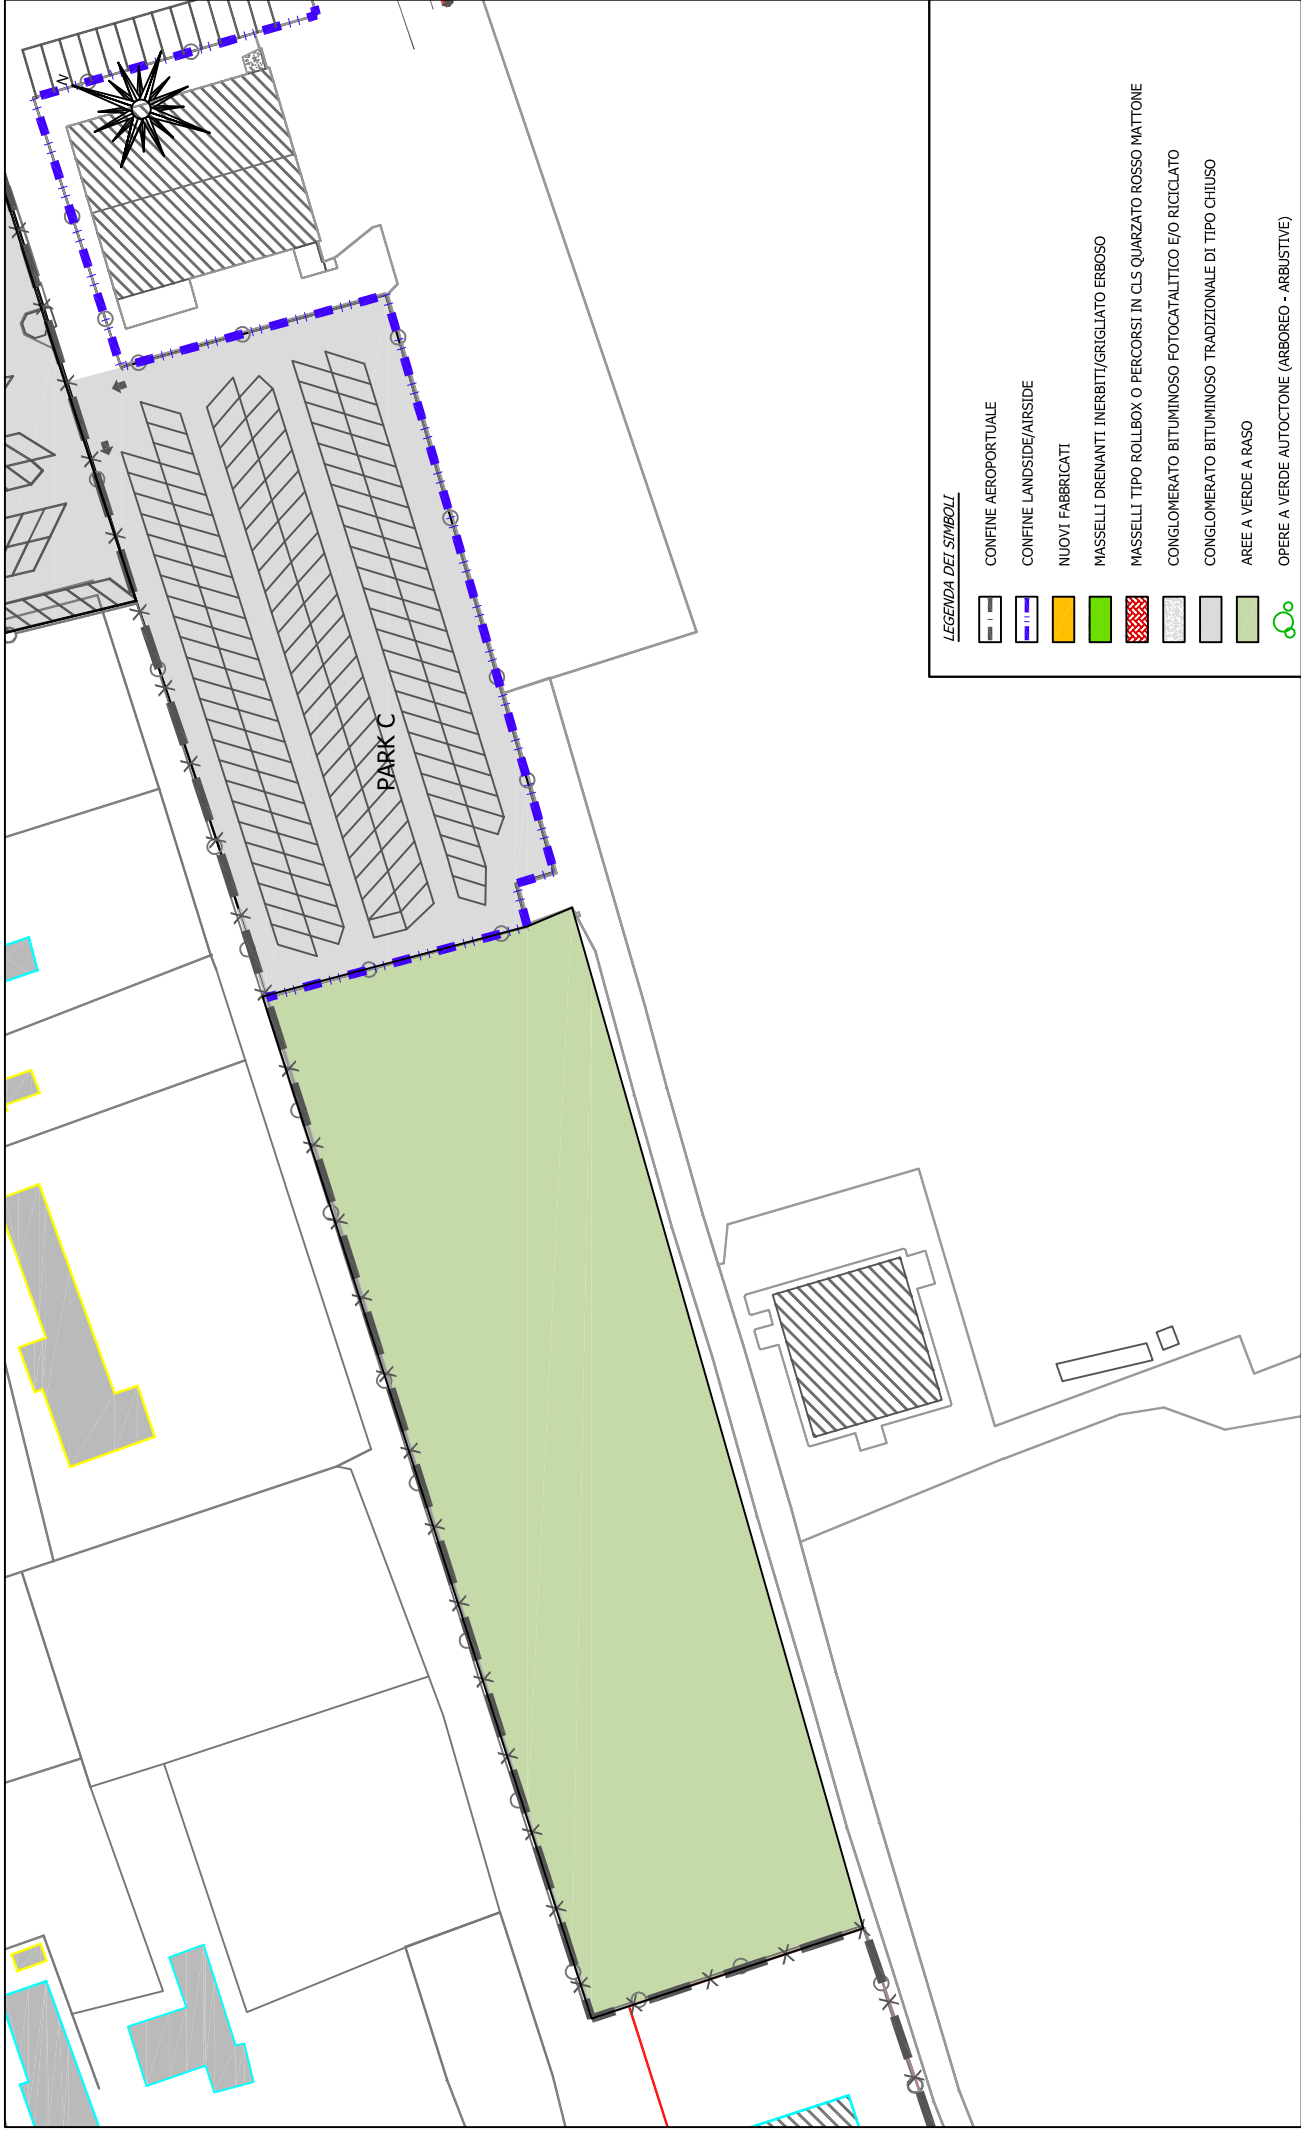 N
PARK C
LEGENDA DEI SIMBOLI
CONFINE AEROPORTUALE
CONFINE LANDSIDE/AIRSIDE
NUOVI FABBRICATI
MASSELLI DRENANTI INERBITI/GRIGLIATO ERBOSO
MASSELLI TIPO ROLLBOX O PERCORSI IN CLS QUARZATO ROSSO MATTONE
CONGLOMERATO BITUMINOSO FOTOCATALITICO E/O RICICLATO
CONGLOMERATO BITUMINOSO TRADIZIONALE DI TIPO CHIUSO
AREE A VERDE A RASO
OPERE A VERDE AUTOCTONE (ARBOREO - ARBUSTIVE)